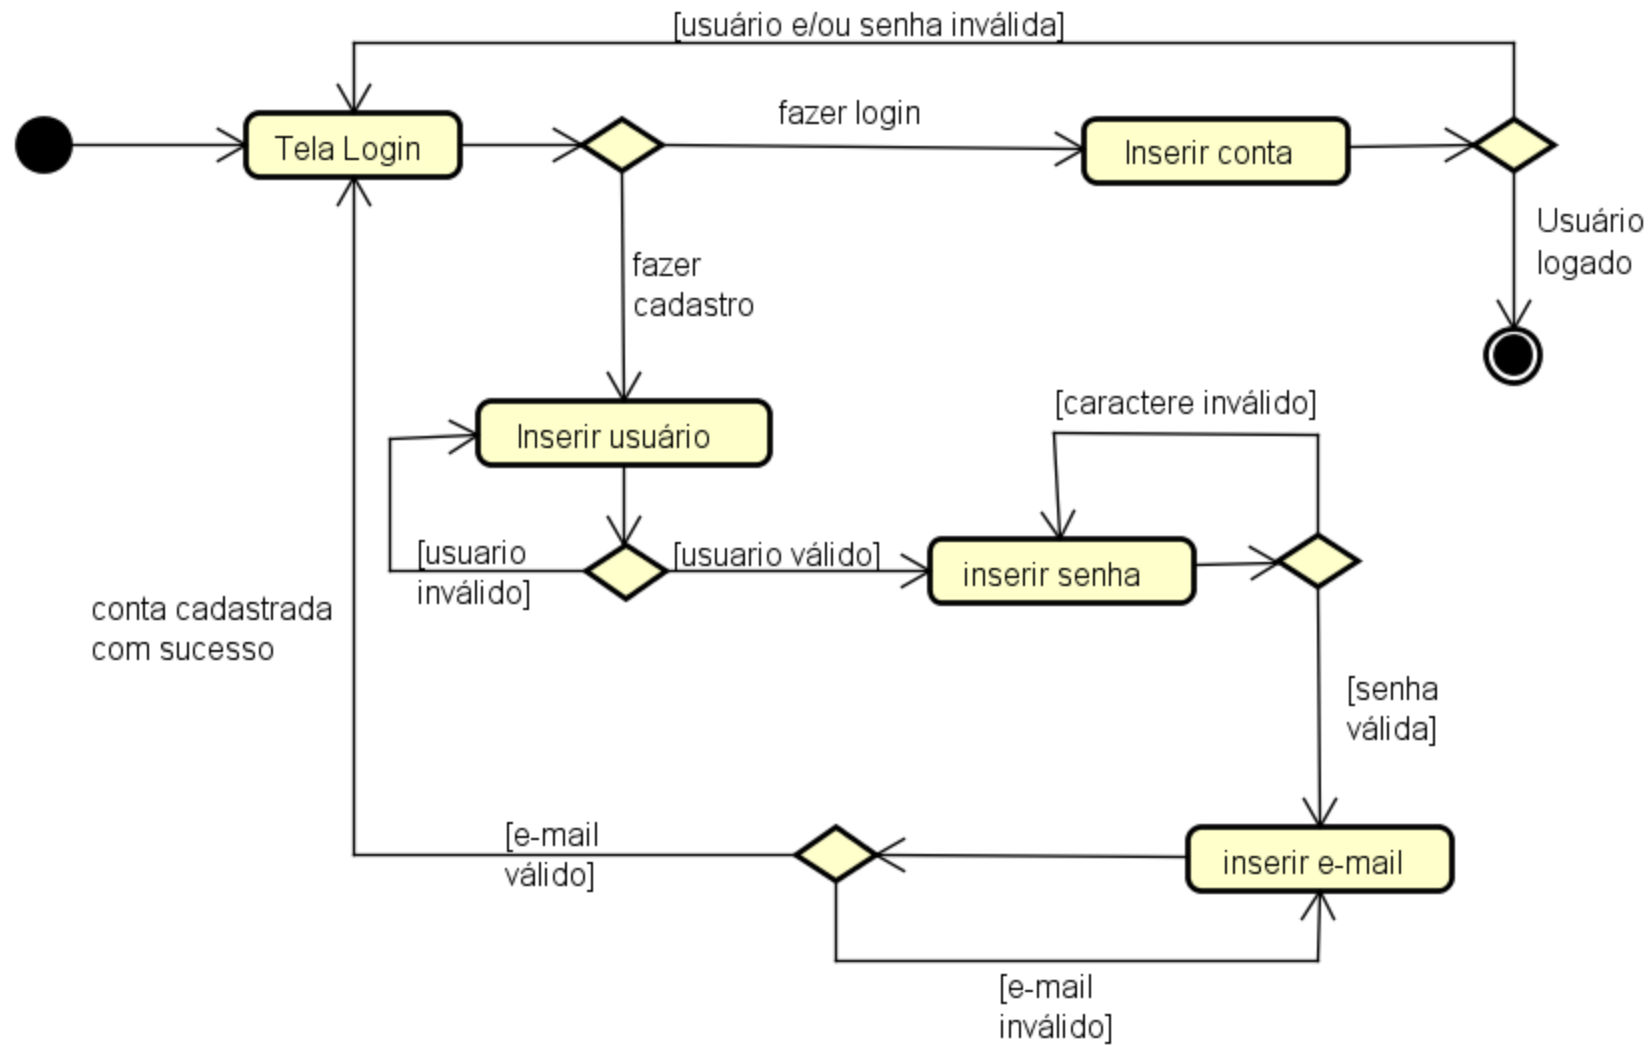 [usuário e/ou senha inválida]
Tela Login
fazer login
Inserir conta
Usuário
logado
fazer
cadastro
Inserir usuário
[caractere inválido]
[usuario
inválido]
[usuario válido]
inserir senha
conta cadastrada
com sucesso
[senha
válida]
[e-mail
válido]
inserir e-mail
[e-mail
inválido]